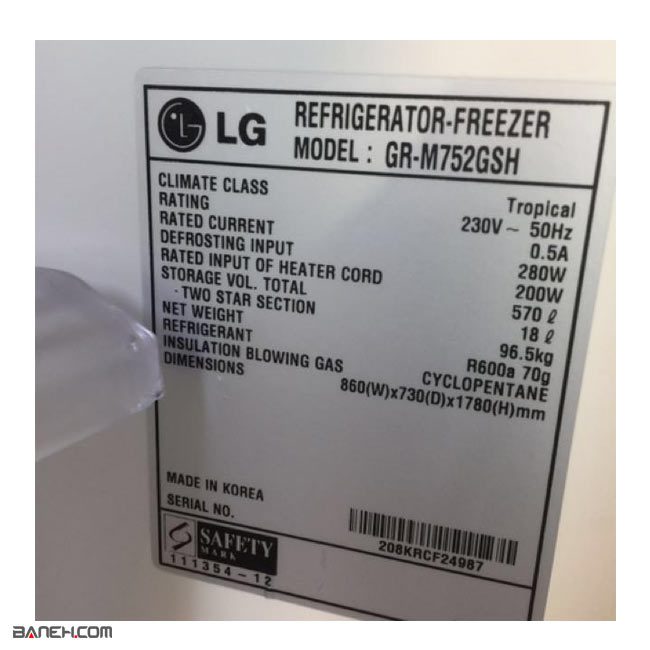 LG
REFRIGERATOR-FREEZER
MODEL : GR-M752GSH
CLIMATE CLASS Tropical
RATING 230V ~ 50Hz
RATED CURRENT 0.5A
DEFROSTING INPUT 280W
RATED INPUT OF HEATER CORD 200W
STORAGE VOL. TOTAL 570 ℓ
· TWO STAR SECTION 18 ℓ
NET WEIGHT 96.5kg
REFRIGERANT R600a 70g
INSULATION BLOWING GAS CYCLOPENTANE
DIMENSIONS 860(W)x730(D)x1780(H)mm
MADE IN KOREA
SERIAL NO.
208KRCF24987
SAFETY
MARK
111354-12
BANEH.COM